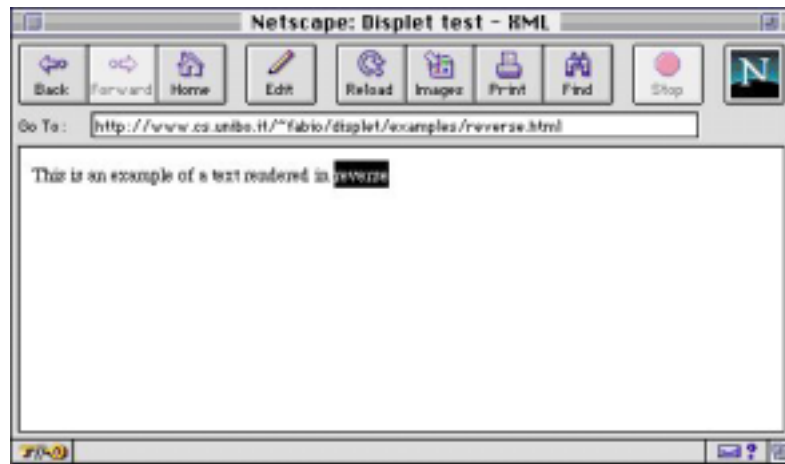 Netscape: Displet test - XML
Back Forward Home Edit Reload Images Print Find Stop N
Go To: http://www.cs.unibo.it/~fabio/displet/examples/reverse.html
This is an example of a text rendered in reverse
?